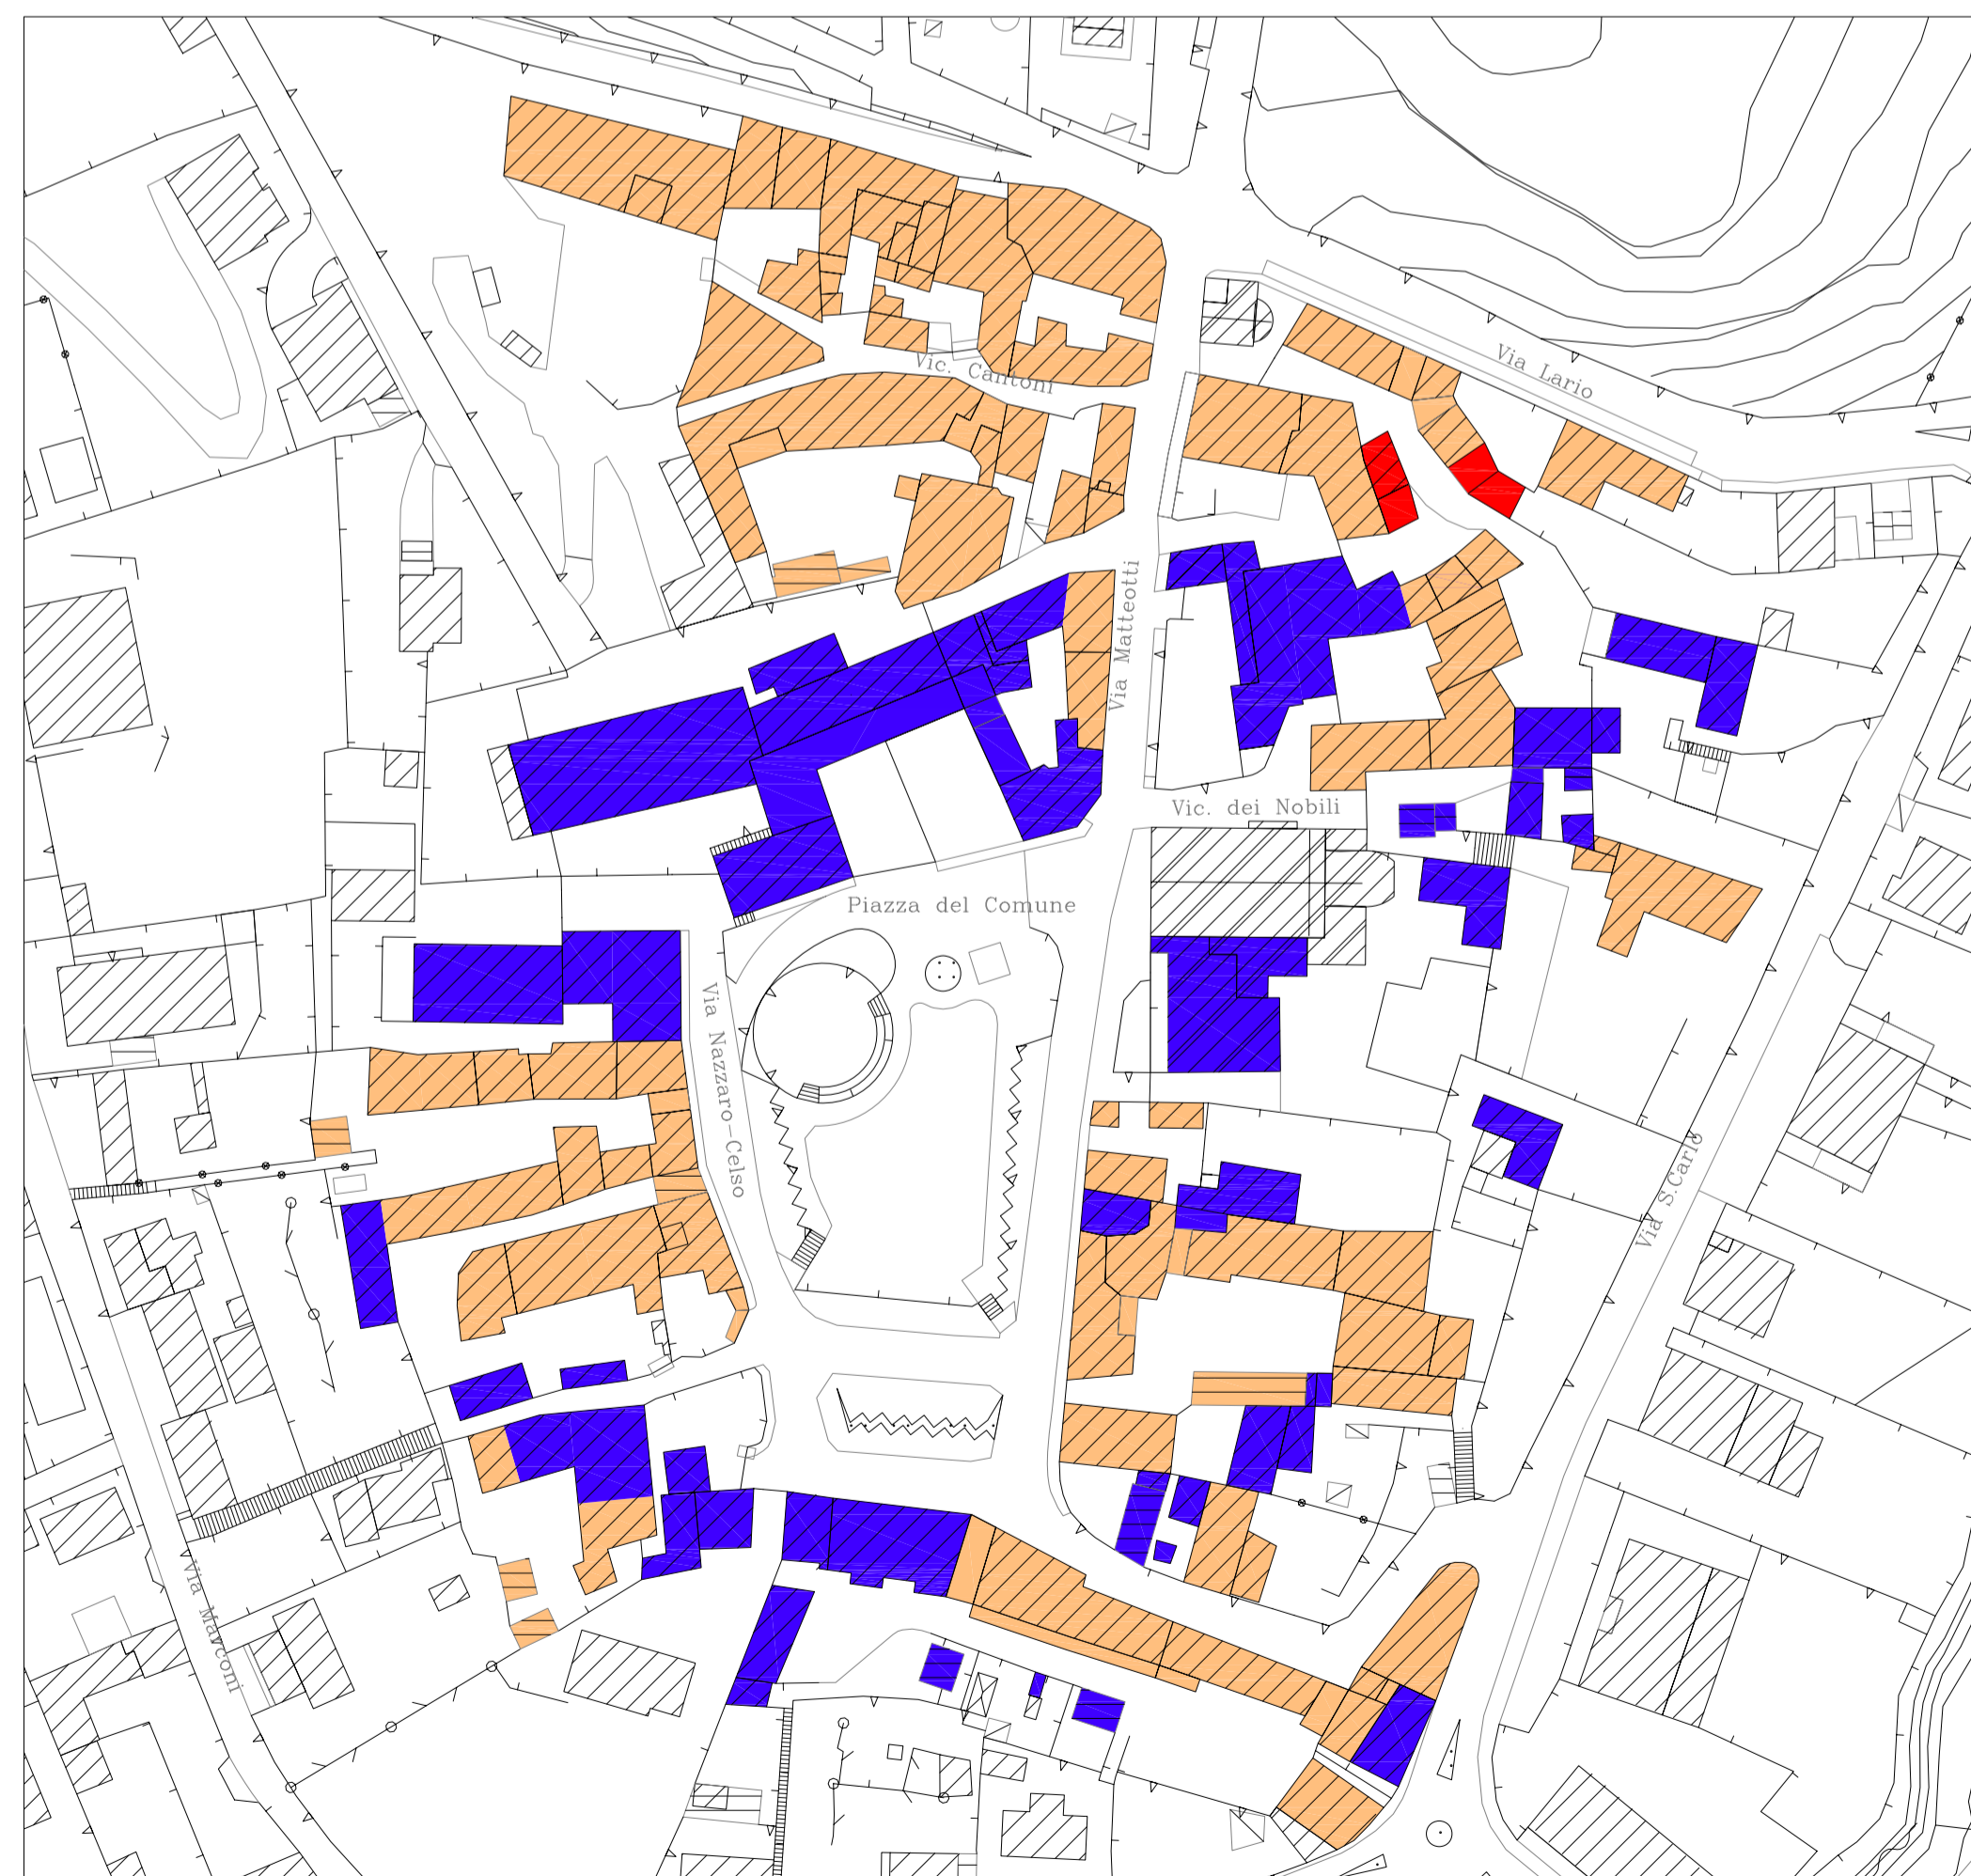 Via Lario
Vic. Cantoni
Via Matteotti
Vic. dei Nobili
Piazza del Comune
Via Nazzaro-Celso
Via S.Carlo
Via Marconi